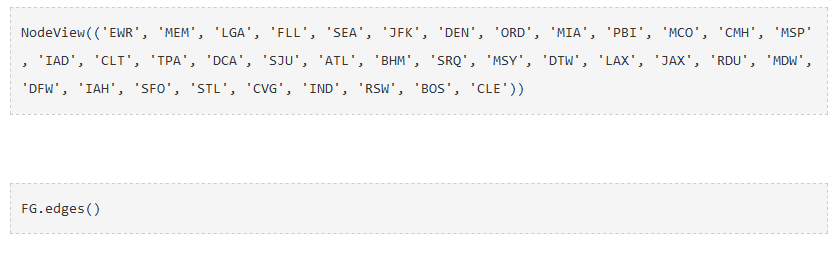 NodeView(('EWR', 'MEM', 'LGA', 'FLL', 'SEA', 'JFK', 'DEN', 'ORD', 'MIA', 'PBI', 'MCO', 'CMH', 'MSP'
, 'IAD', 'CLT', 'TPA', 'DCA', 'SJU', 'ATL', 'BHM', 'SRQ', 'MSY', 'DTW', 'LAX', 'JAX', 'RDU', 'MDW',
'DFW', 'IAH', 'SFO', 'STL', 'CVG', 'IND', 'RSW', 'BOS', 'CLE'))
FG.edges()